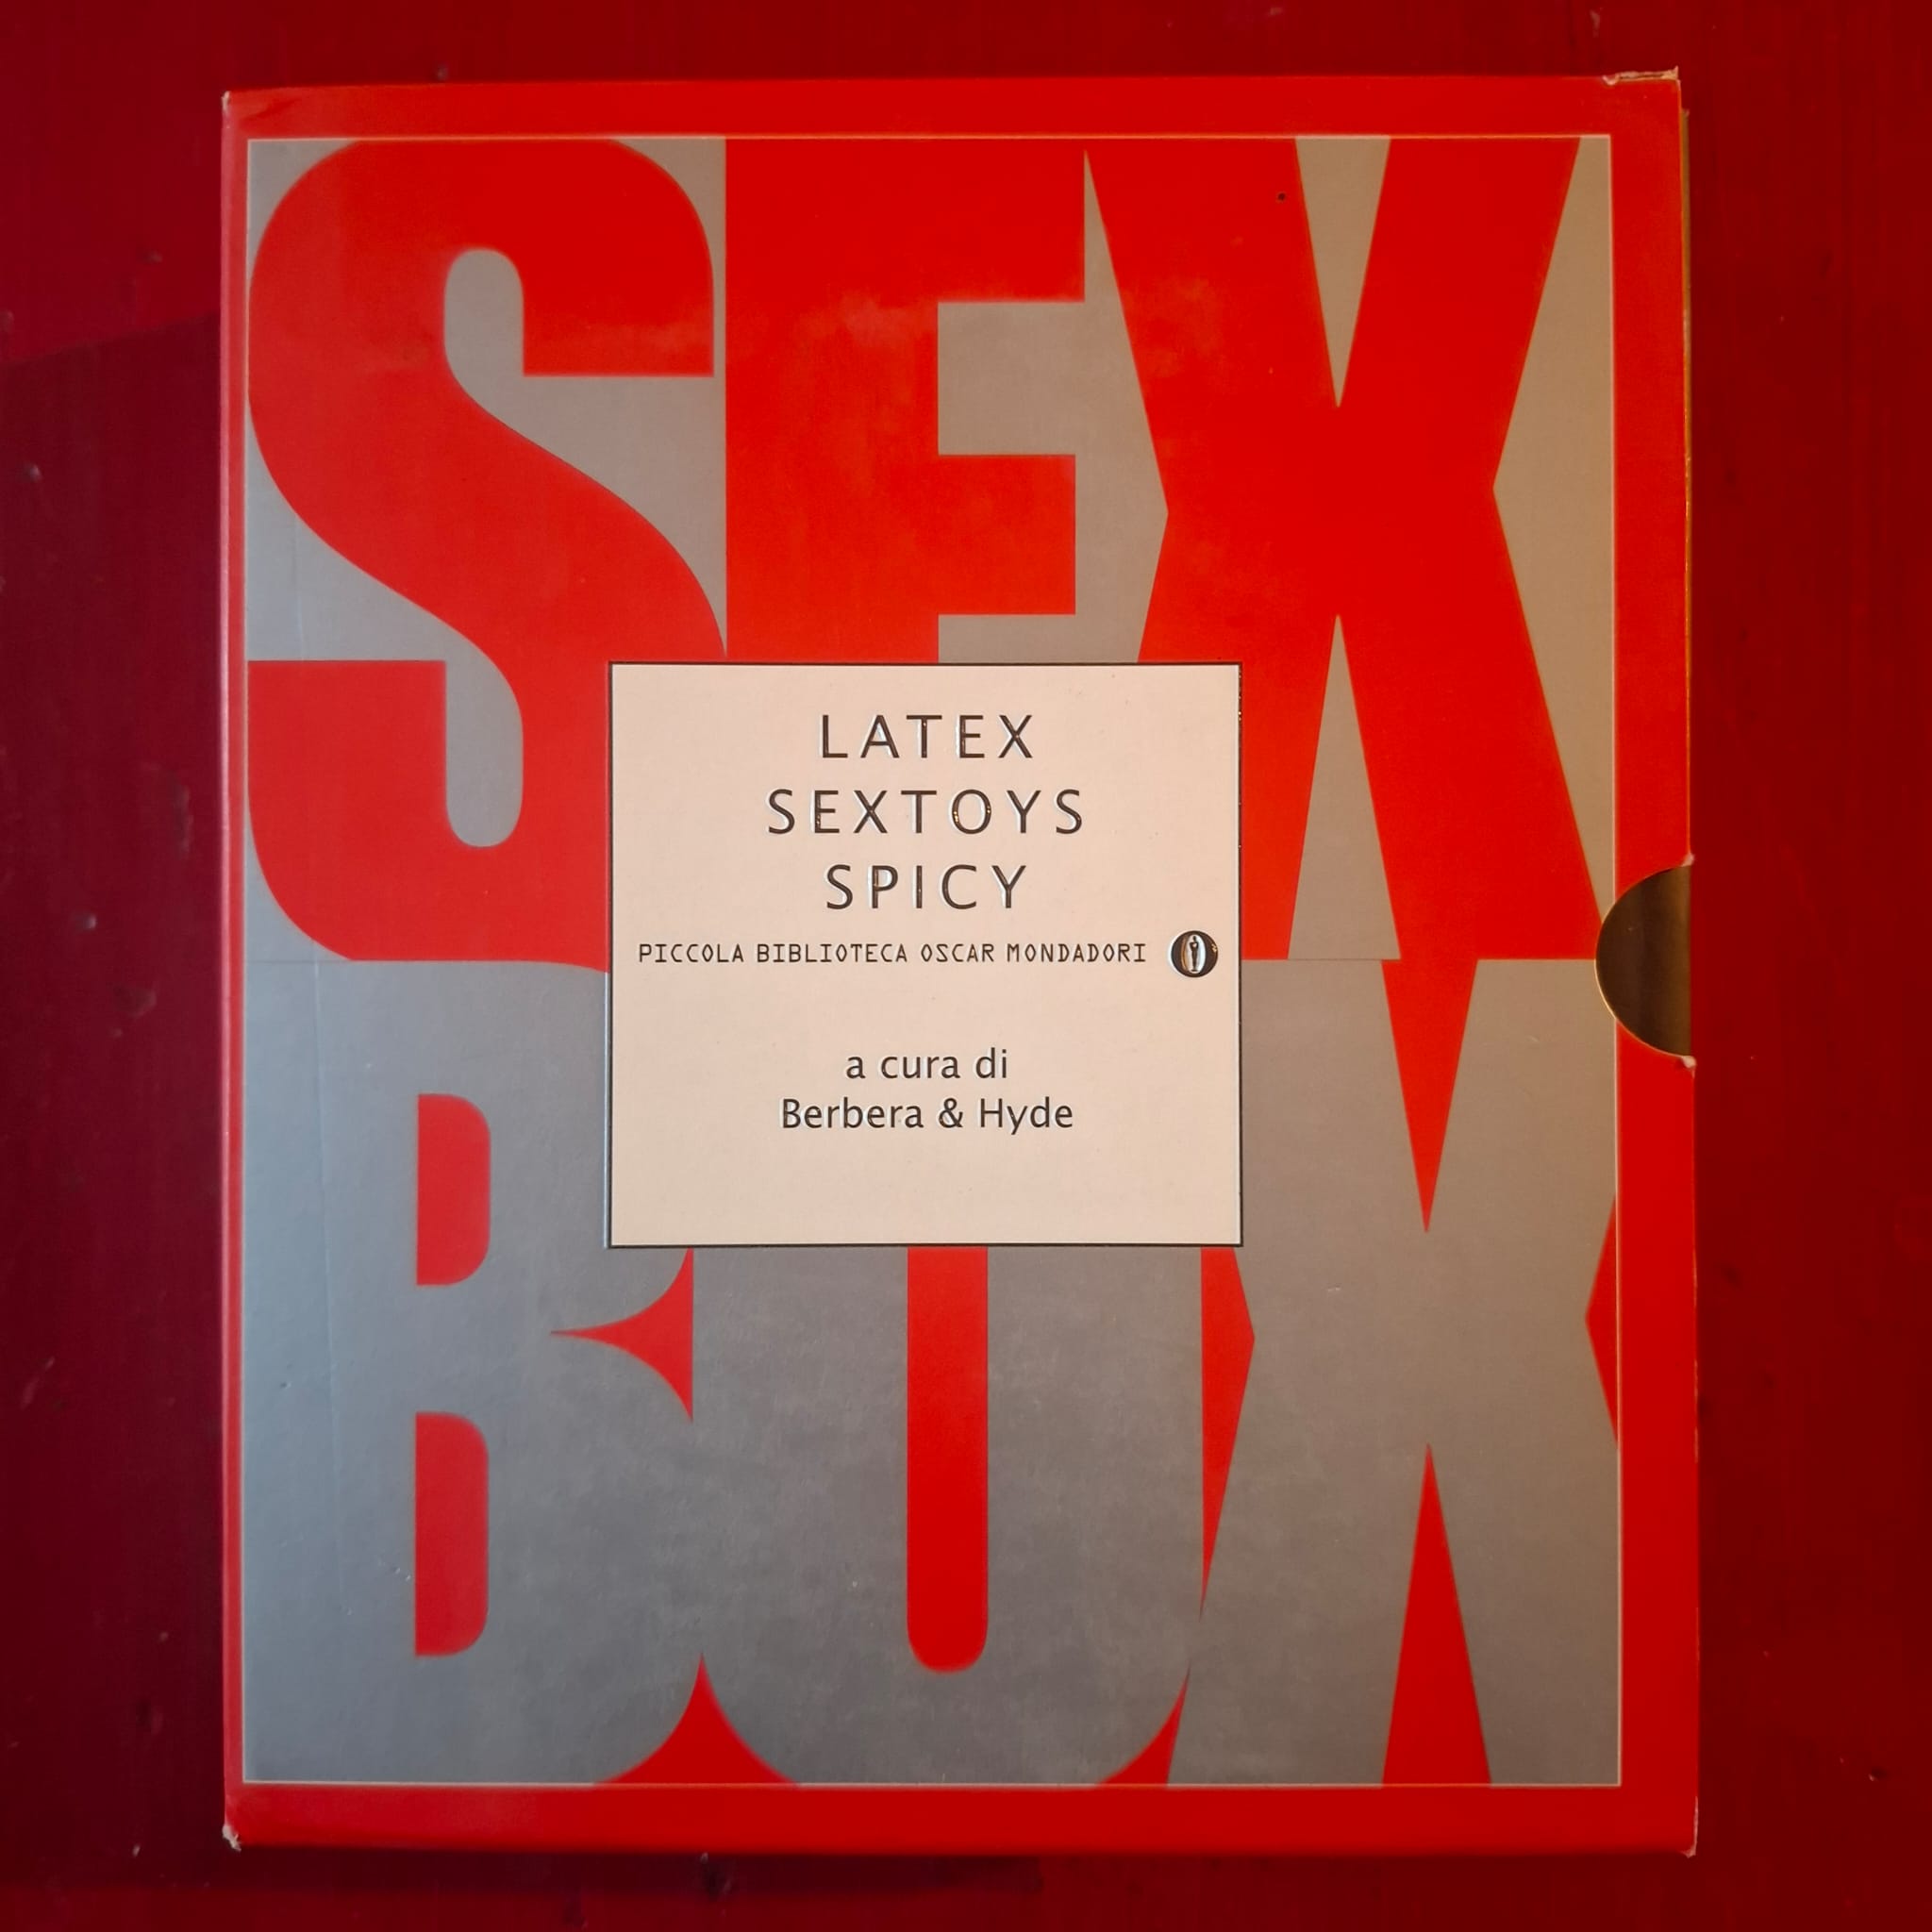 SEX
LATEX
SEXTOYS
SPICY
PICCOLA BIBLIOTECA OSCAR MONDADORI
a cura di
Berbera & Hyde
BOX